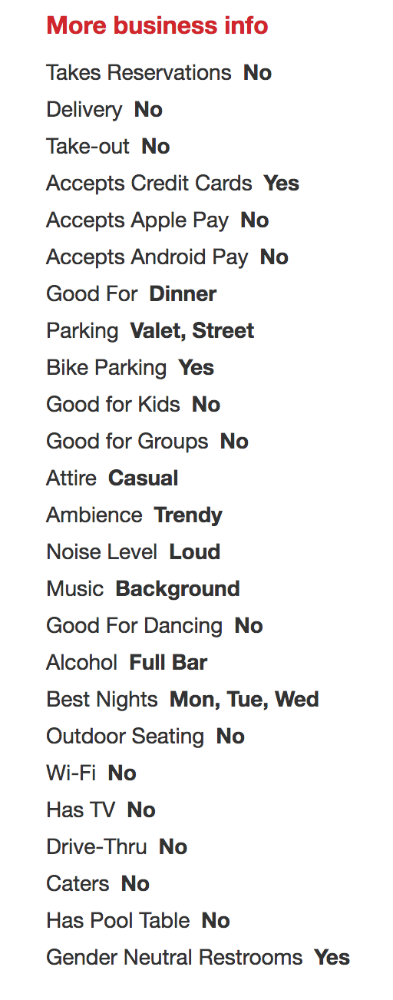 More business info
Takes Reservations No
Delivery No
Take-out No
Accepts Credit Cards Yes
Accepts Apple Pay No
Accepts Android Pay No
Good For Dinner
Parking Valet, Street
Bike Parking Yes
Good for Kids No
Good for Groups No
Attire Casual
Ambience Trendy
Noise Level Loud
Music Background
Good For Dancing No
Alcohol Full Bar
Best Nights Mon, Tue, Wed
Outdoor Seating No
Wi-Fi No
Has TV No
Drive-Thru No
Caters No
Has Pool Table No
Gender Neutral Restrooms Yes